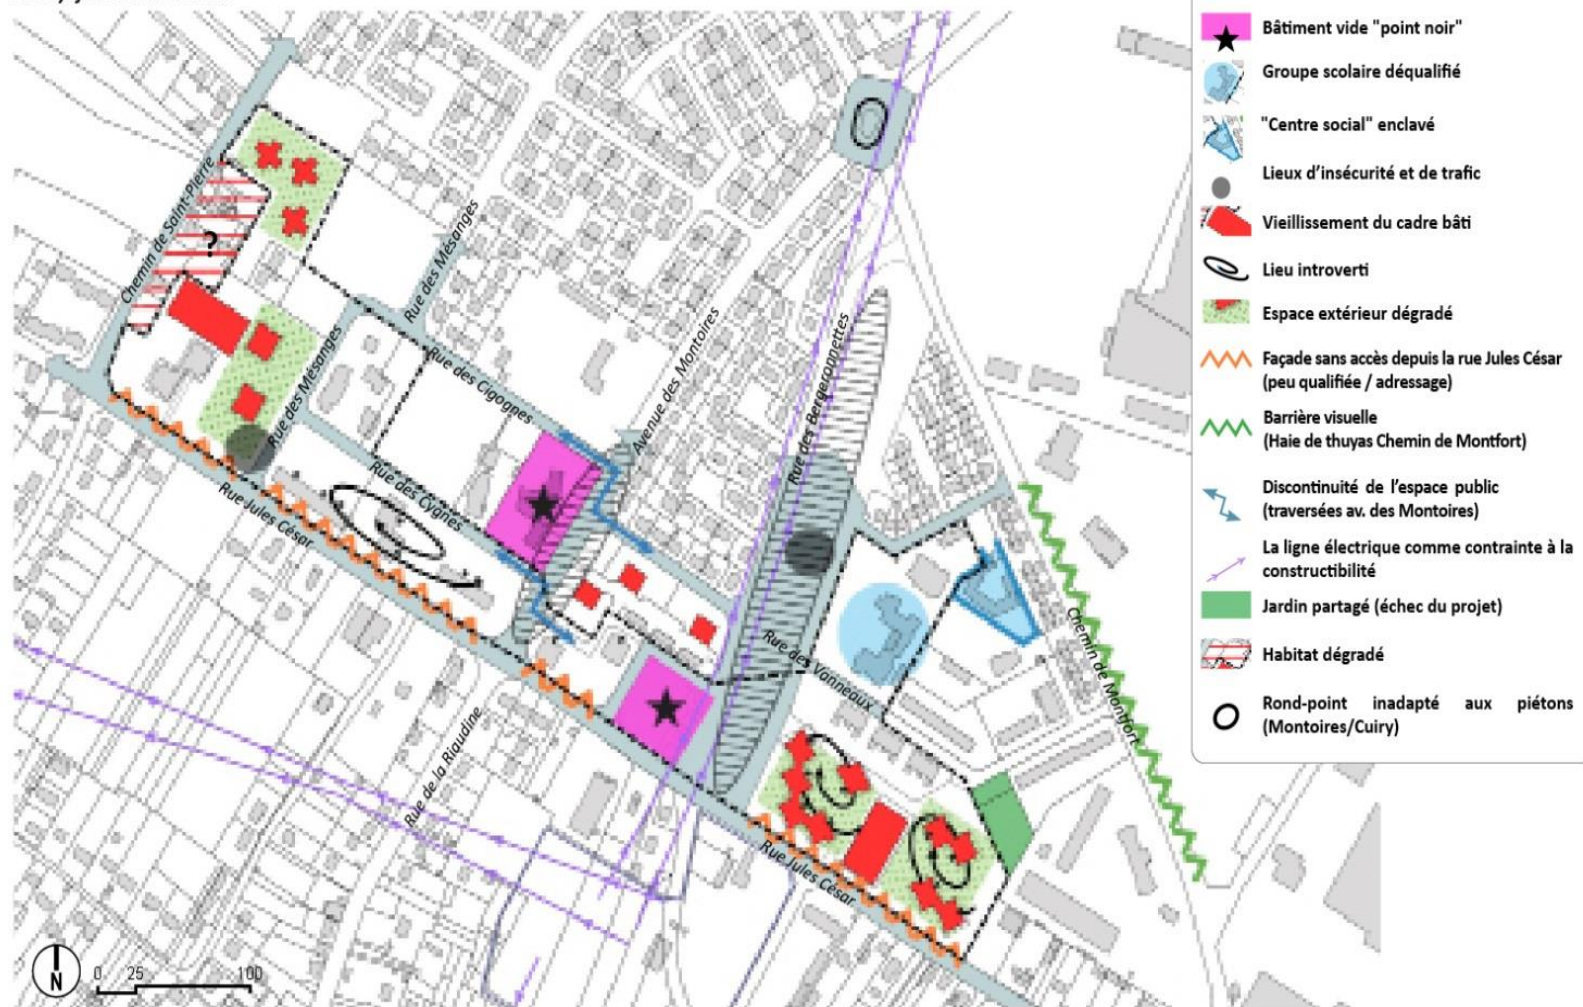 Bâtiment vide "point noir"
Groupe scolaire déqualifié
"Centre social" enclavé
Lieux d'insécurité et de trafic
Vieillissement du cadre bâti
Lieu introverti
Espace extérieur dégradé
Façade sans accès depuis la rue Jules César
(peu qualifiée / adressage)
Barrière visuelle
(Haie de thuyas Chemin de Montfort)
Discontinuité de l'espace public
(traversées av. des Montoires)
La ligne électrique comme contrainte à la
constructibilité
Jardin partagé (échec du projet)
Habitat dégradé
Rond-point inadapté aux piétons
(Montoires/Cuiry)
Chemin de Saint-Pierre
?
Rue des Mésanges
Rue des Mésanges
Rue des Cigognes
Avenue des Montoires
Rue des Bergeronnettes
Rue des Cygnes
Rue Jules César
Rue des Vanneaux
Chemin de Montfort
Rue de la Riaudine
Rue Jules César
N
0 25 100